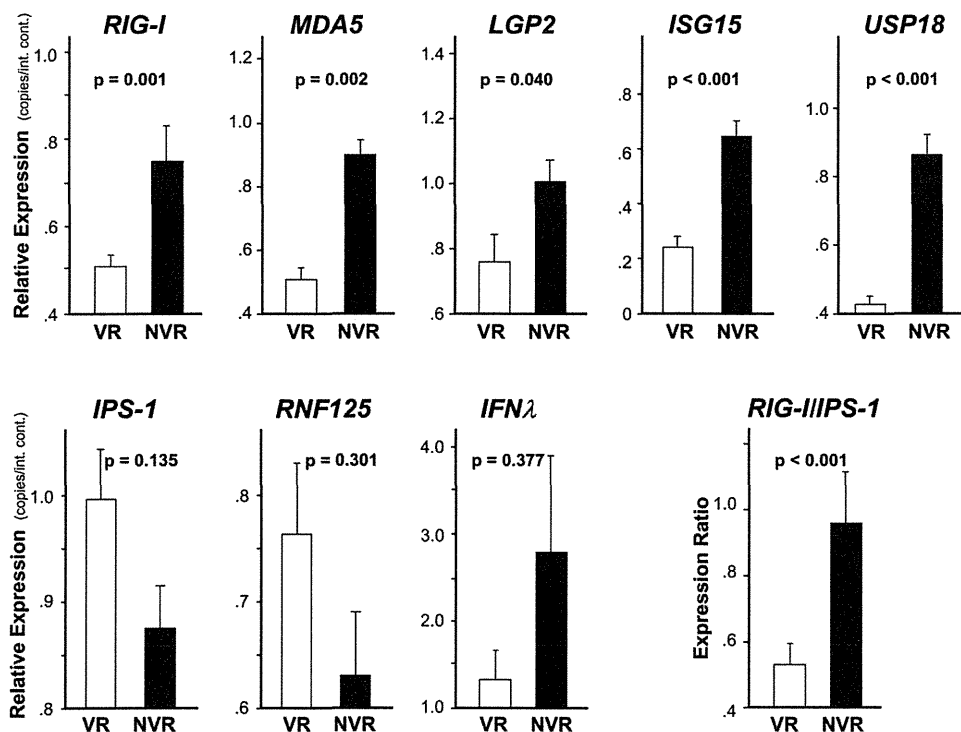 RIG-I MDA5 LGP2 ISG15 USP18
Relative Expression (copies/int. cont.)
1.0 .8 .6 .4
p = 0.001
VR NVR
1.2 1.0 .8 .6 .4
p = 0.002
VR NVR
1.4 1.2 1.0 .8 .6
p = 0.040
VR NVR
.8 .6 .4 .2 0
p < 0.001
VR NVR
1.0 .8 .6 .4
p < 0.001
VR NVR
IPS-1 RNF125 IFNλ RIG-I/IPS-1
Relative Expression (copies/int. cont.)
1.0 .9 .8
p = 0.135
VR NVR
.8 .7 .6
p = 0.301
VR NVR
4.0 3.0 2.0 1.0
p = 0.377
VR NVR
Expression Ratio
1.0 .8 .6 .4
p < 0.001
VR NVR